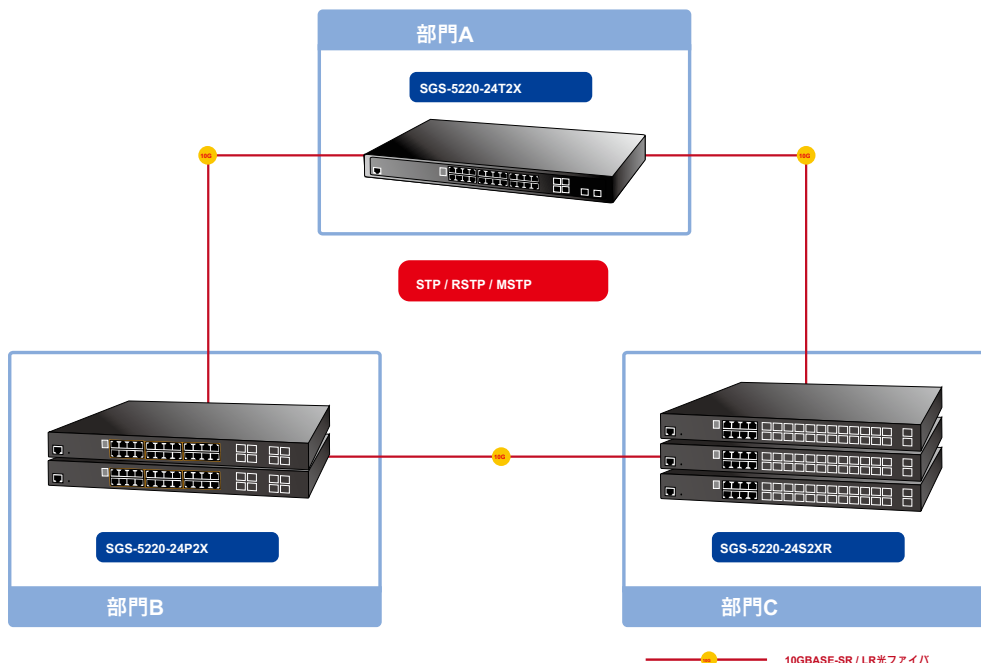 部門A
SGS-5220-24T2X
10G
10G
STP / RSTP / MSTP
10G
SGS-5220-24P2X
SGS-5220-24S2XR
部門B
部門C
10G
10GBASE-SR / LR光ファイバ